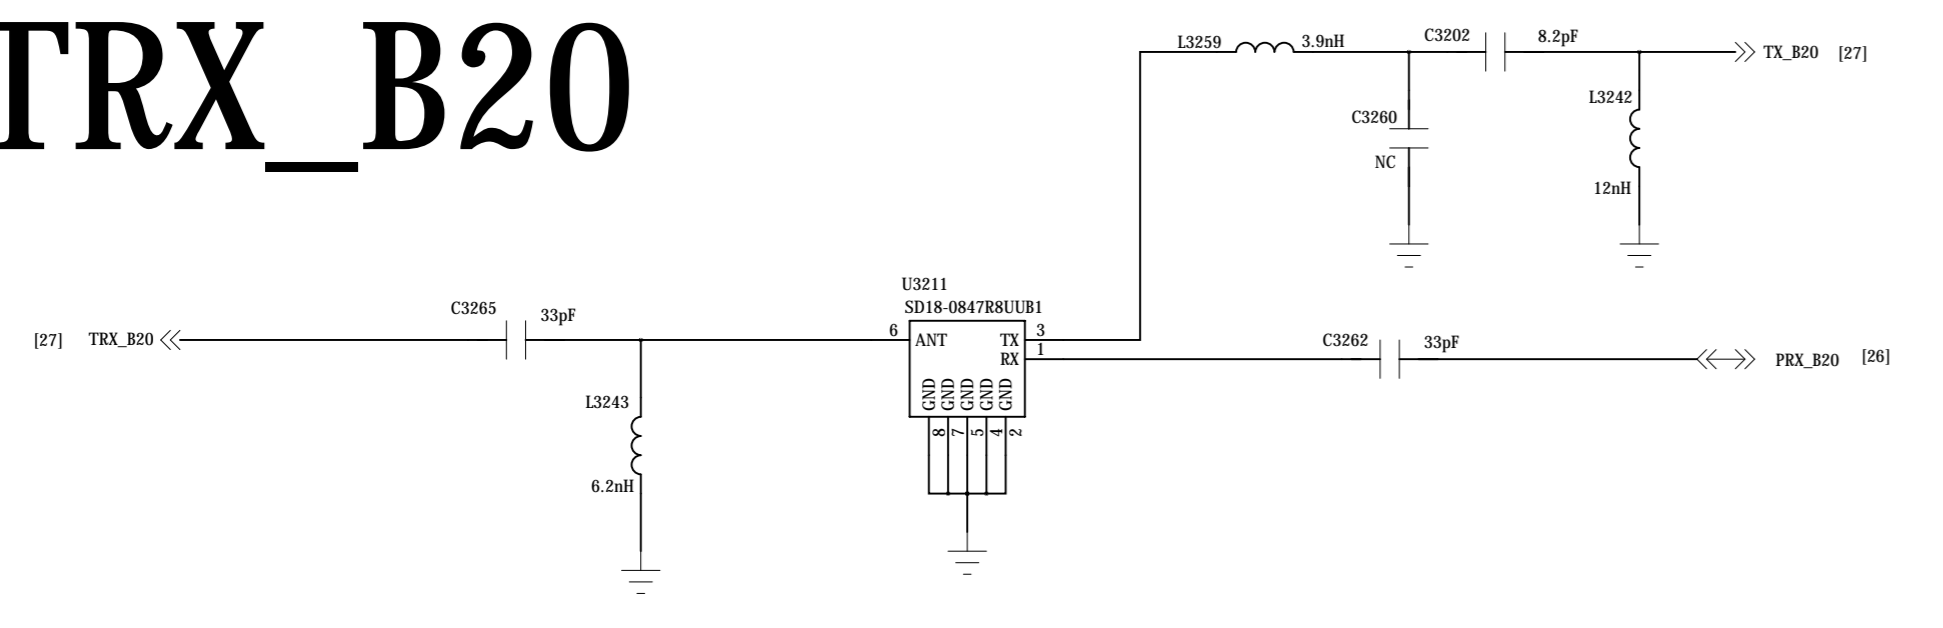 TRX_B20
L3259 3.9nH
C3202 8.2pF
TX_B20 [27]
C3260
NC
L3242
12nH
U3211
SD18-0847R8UUB1
C3265 33pF
[27] TRX_B20
6 ANT TX 3
RX 1
C3262 33pF
PRX_B20 [26]
GND GND GND GND GND
8 7 5 4 2
L3243
6.2nH